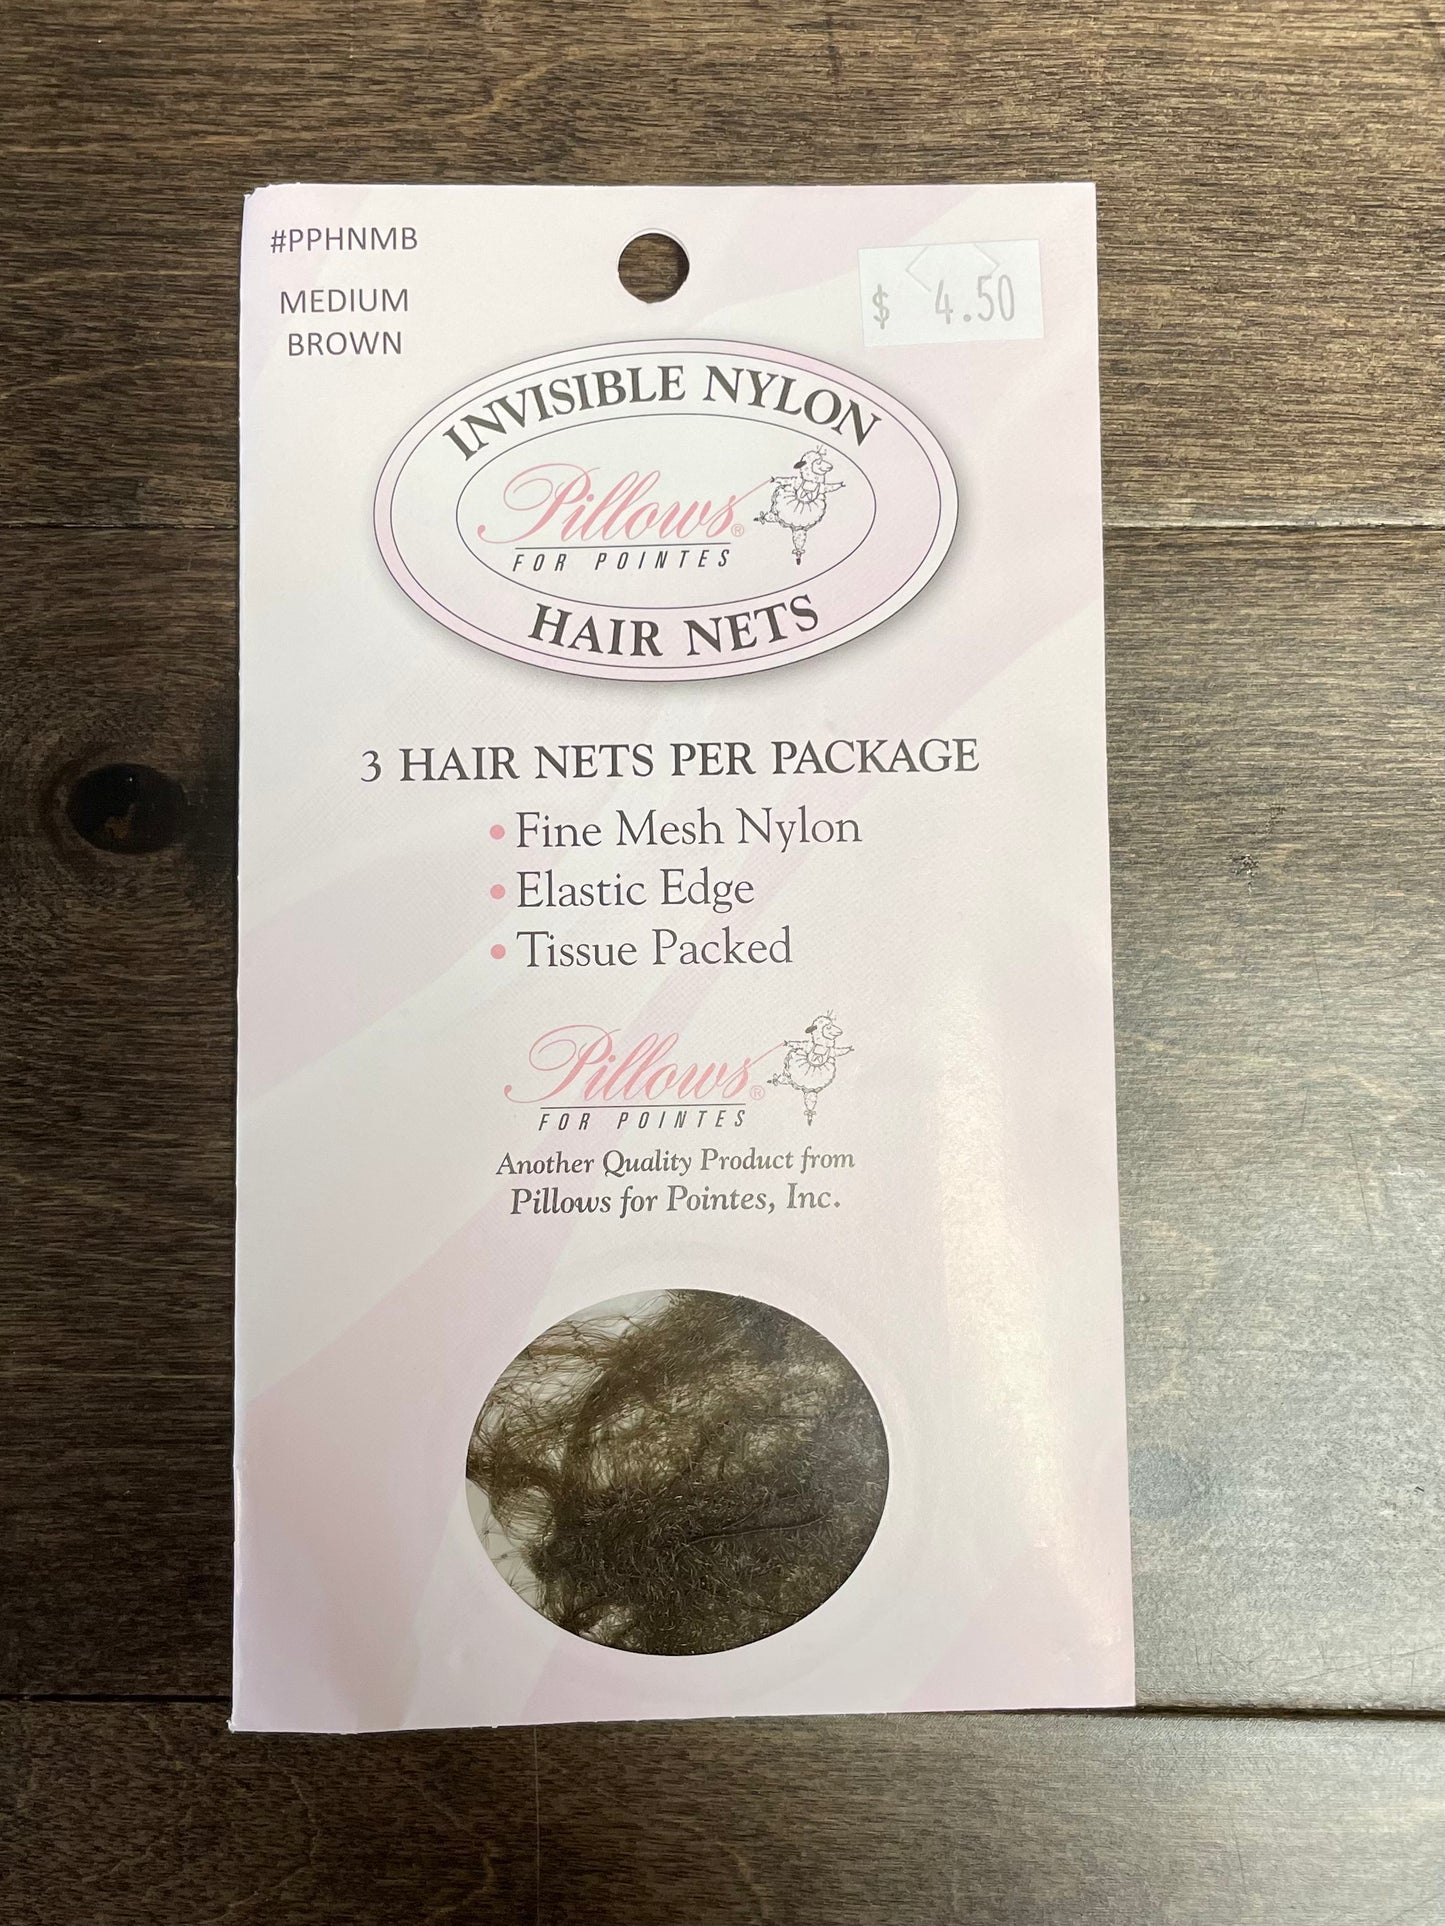 #PPHNMB
MEDIUM
BROWN
$ 4.50
INVISIBLE NYLON
Pillows®
FOR POINTES
HAIR NETS
3 HAIR NETS PER PACKAGE
• Fine Mesh Nylon
• Elastic Edge
• Tissue Packed
Pillows®
FOR POINTES
Another Quality Product from
Pillows for Pointes, Inc.